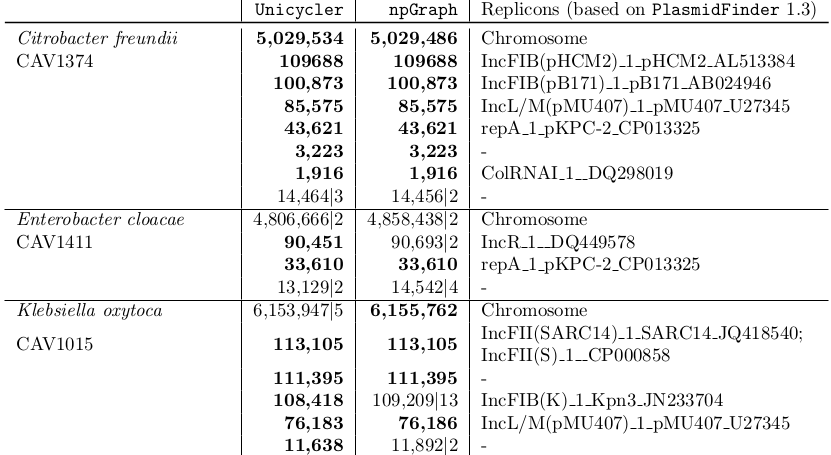 Unicycler npGraph Replicons (based on PlasmidFinder 1.3)
Citrobacter freundii 5,029,534 5,029,486 Chromosome
CAV1374 109688 109688 IncFIB(pHCM2)_1_pHCM2_AL513384
100,873 100,873 IncFIB(pB171)_1_pB171_AB024946
85,575 85,575 IncL/M(pMU407)_1_pMU407_U27345
43,621 43,621 repA_1_pKPC-2_CP013325
3,223 3,223 -
1,916 1,916 ColRNAI_1__DQ298019
14,464|3 14,456|2 -
Enterobacter cloacae 4,806,666|2 4,858,438|2 Chromosome
CAV1411 90,451 90,693|2 IncR_1__DQ449578
33,610 33,610 repA_1_pKPC-2_CP013325
13,129|2 14,542|4 -
Klebsiella oxytoca 6,153,947|5 6,155,762 Chromosome
CAV1015 113,105 113,105 IncFII(SARC14)_1_SARC14_JQ418540;
IncFII(S)_1__CP000858
111,395 111,395 -
108,418 109,209|13 IncFIB(K)_1_Kpn3_JN233704
76,183 76,186 IncL/M(pMU407)_1_pMU407_U27345
11,638 11,892|2 -